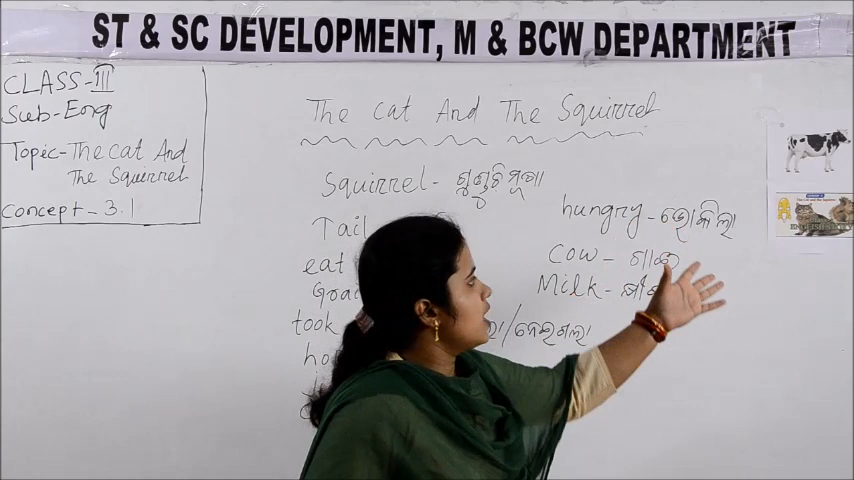 ST & SC DEVELOPMENT, M & BCW DEPARTMENT
CLASS-III
Sub-Eng
Topic-The Cat And
The Squirrel
Concept-3.1
The Cat And The Squirrel
Squirrel- ଗୁଣ୍ଡୁଚିମୂଷା
Tail
hungry-ଭୋକିଲା
eat
Cow-ଗାଈ
Milk-
took
/ନେଇଗଲା